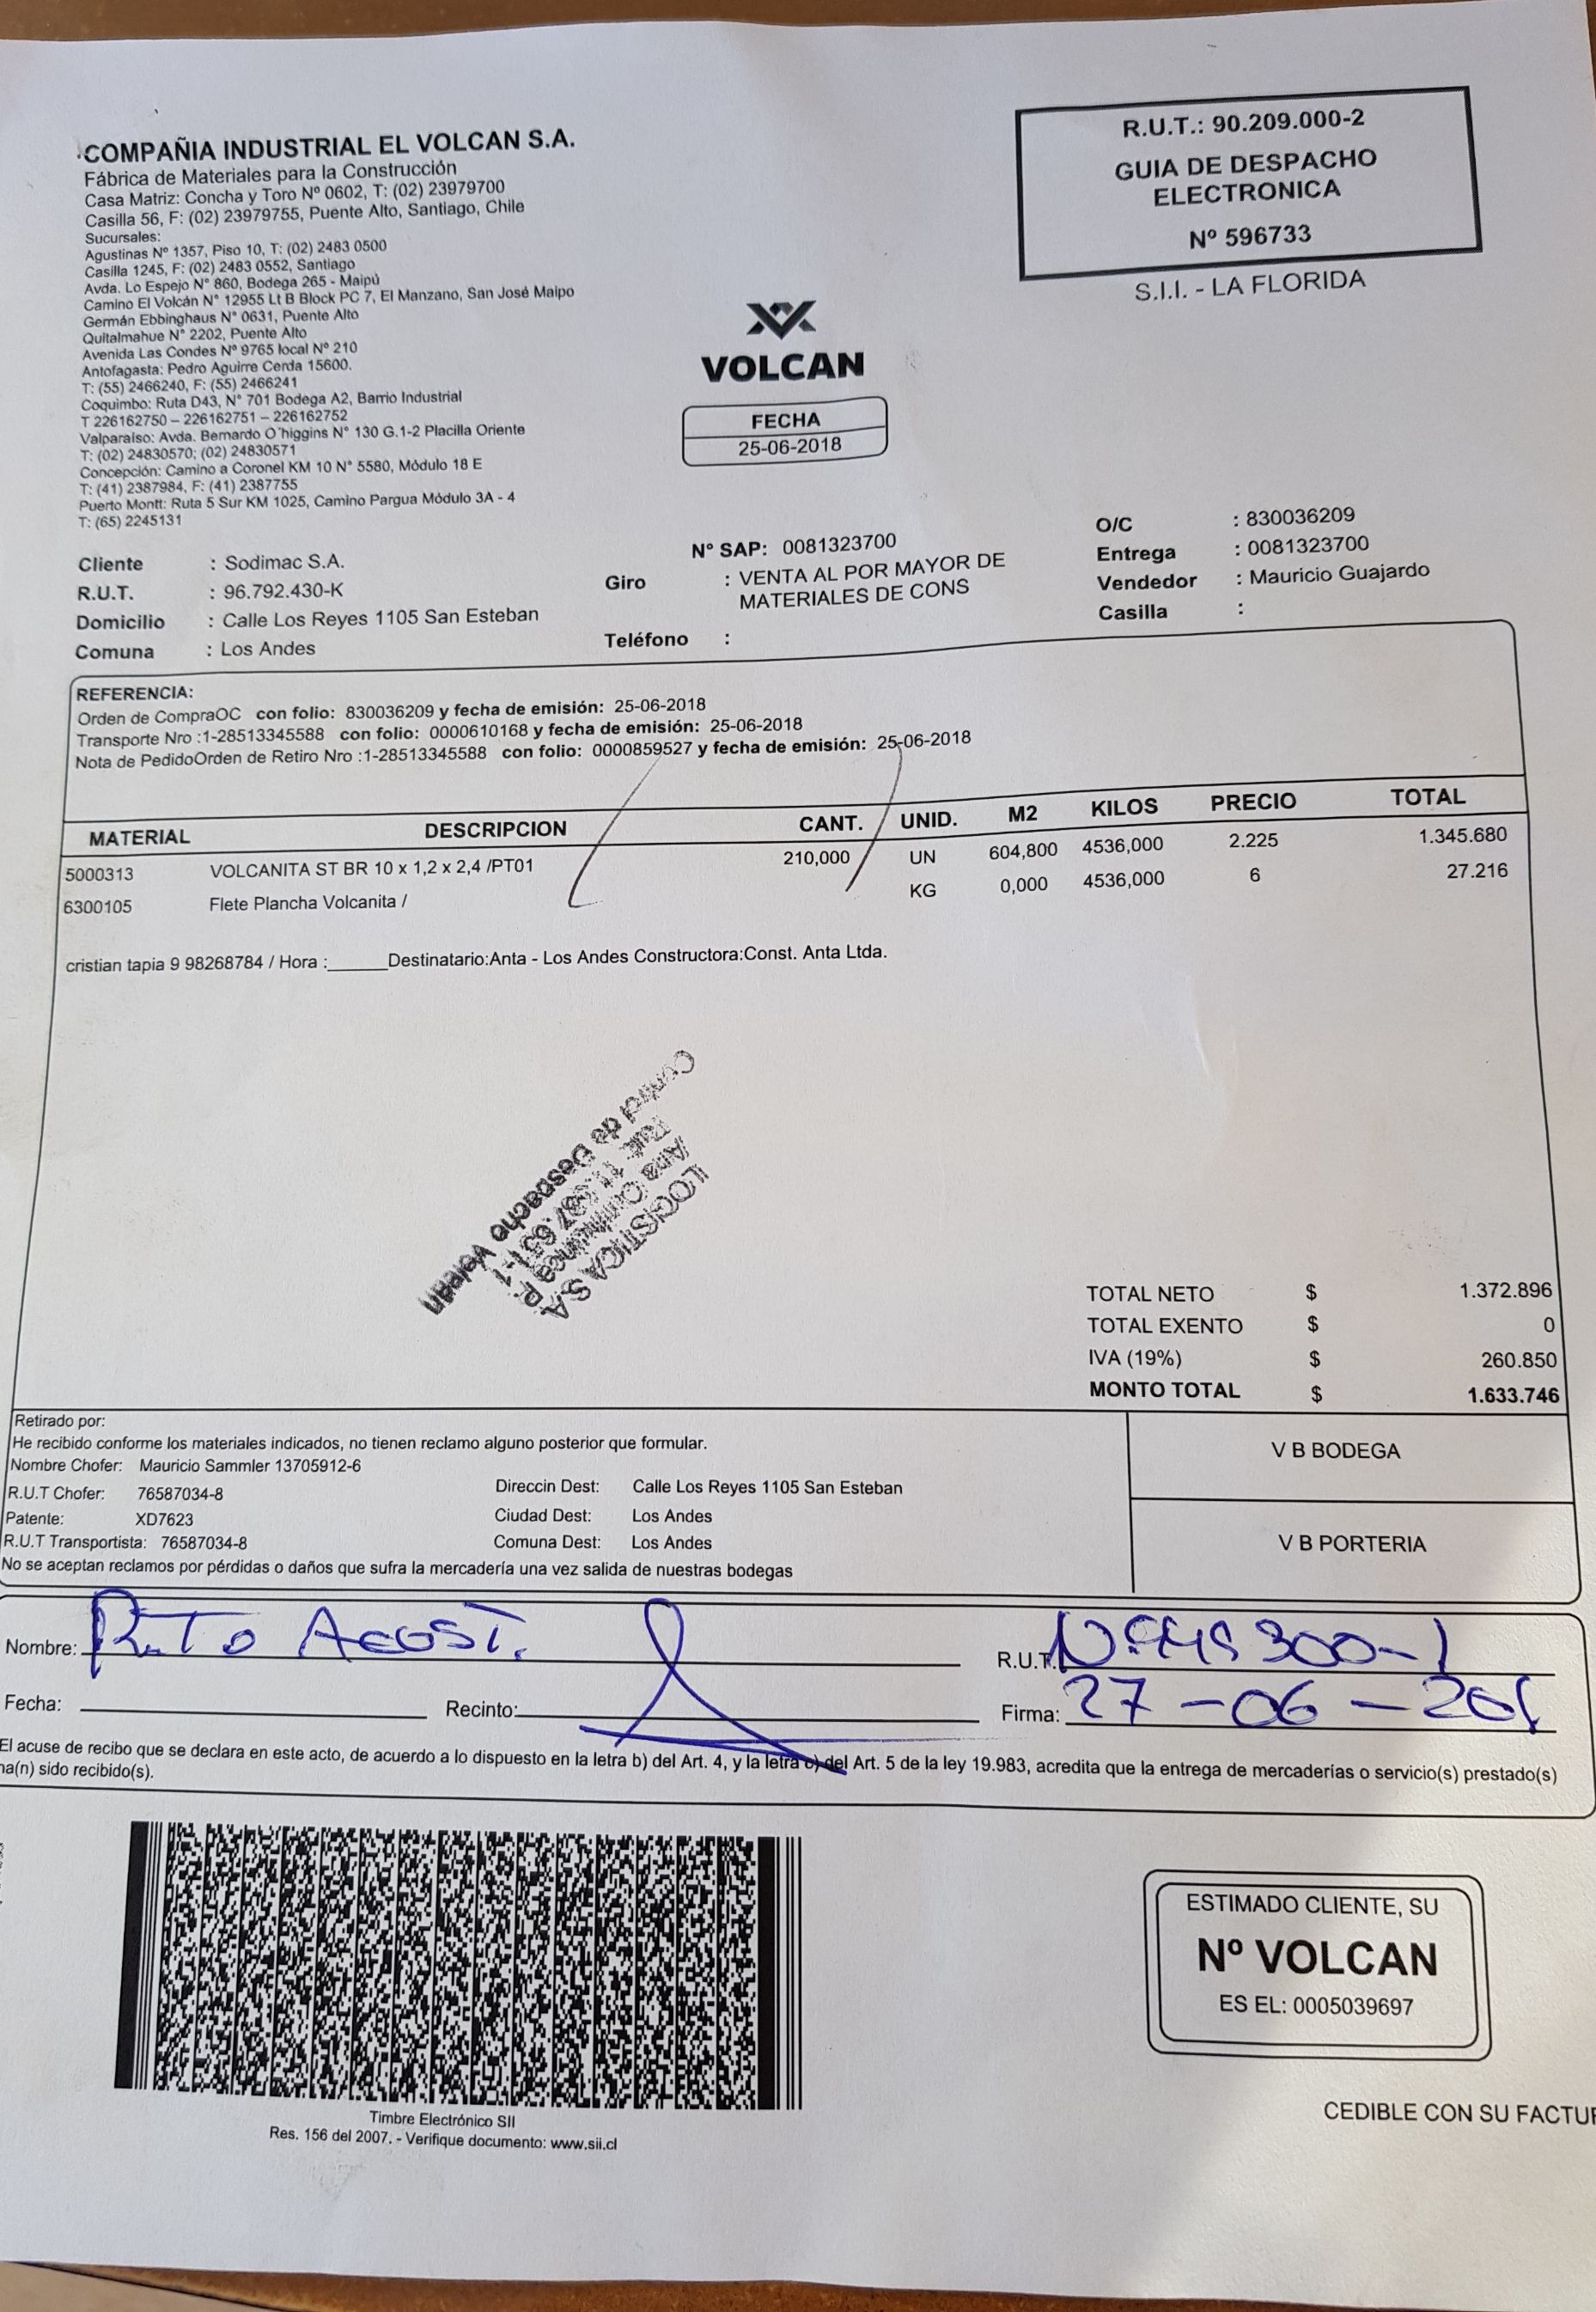 COMPAÑIA INDUSTRIAL EL VOLCAN S.A.
Fábrica de Materiales para la Construcción
Casa Matriz: Concha y Toro Nº 0602, T: (02) 23979700
Casilla 56, F: (02) 23979755, Puente Alto, Santiago, Chile
Sucursales:
Agustinas Nº 1357, Piso 10, T: (02) 2483 0500
Casilla 1245, F: (02) 2483 0552, Santiago
Avda. Lo Espejo N° 860, Bodega 265 - Maipú
Camino El Volcán N° 12955 Lt B Block PC 7, El Manzano, San José Maipo
Germán Ebbinghaus N° 0631, Puente Alto
Quitalmahue N° 2202, Puente Alto
Avenida Las Condes Nº 9765 local Nº 210
Antofagasta: Pedro Aguirre Cerda 15600.
T: (55) 2466240, F: (55) 2466241
Coquimbo: Ruta D43, N° 701 Bodega A2, Barrio Industrial
T 226162750 – 226162751 – 226162752
Valparaíso: Avda. Bernardo O´higgins N° 130 G.1-2 Placilla Oriente
T: (02) 24830570; (02) 24830571
Concepción: Camino a Coronel KM 10 N° 5580, Módulo 18 E
T: (41) 2387984, F: (41) 2387755
Puerto Montt: Ruta 5 Sur KM 1025, Camino Pargua Módulo 3A - 4
T: (65) 2245131
R.U.T.: 90.209.000-2
GUIA DE DESPACHO
ELECTRONICA
Nº 596733
S.I.I. - LA FLORIDA
VOLCAN
FECHA
25-06-2018
Cliente : Sodimac S.A.
R.U.T. : 96.792.430-K
Domicilio : Calle Los Reyes 1105 San Esteban
Comuna : Los Andes
N° SAP: 0081323700
Giro : VENTA AL POR MAYOR DE
MATERIALES DE CONS
Teléfono :
O/C : 830036209
Entrega : 0081323700
Vendedor : Mauricio Guajardo
Casilla :
REFERENCIA:
Orden de CompraOC con folio: 830036209 y fecha de emisión: 25-06-2018
Transporte Nro :1-28513345588 con folio: 0000610168 y fecha de emisión: 25-06-2018
Nota de PedidoOrden de Retiro Nro :1-28513345588 con folio: 0000859527 y fecha de emisión: 25-06-2018
MATERIAL DESCRIPCION CANT. UNID. M2 KILOS PRECIO TOTAL
5000313 VOLCANITA ST BR 10 x 1,2 x 2,4 /PT01 210,000 UN 604,800 4536,000 2.225 1.345.680
6300105 Flete Plancha Volcanita / KG 0,000 4536,000 6 27.216
cristian tapia 9 98268784 / Hora :______Destinatario:Anta - Los Andes Constructora:Const. Anta Ltda.
LOGISTICA S.A.
Control de Despacho Volcán
TOTAL NETO $ 1.372.896
TOTAL EXENTO $ 0
IVA (19%) $ 260.850
MONTO TOTAL $ 1.633.746
Retirado por:
He recibido conforme los materiales indicados, no tienen reclamo alguno posterior que formular.
Nombre Chofer: Mauricio Sammler 13705912-6
R.U.T Chofer: 76587034-8
Patente: XD7623
R.U.T Transportista: 76587034-8
Direccin Dest: Calle Los Reyes 1105 San Esteban
Ciudad Dest: Los Andes
Comuna Dest: Los Andes
No se aceptan reclamos por pérdidas o daños que sufra la mercadería una vez salida de nuestras bodegas
V B BODEGA
V B PORTERIA
Nombre:
R.U.T.
Fecha:
Recinto:
Firma: 27-06-201
El acuse de recibo que se declara en este acto, de acuerdo a lo dispuesto en la letra b) del Art. 4, y la letra c) del Art. 5 de la ley 19.983, acredita que la entrega de mercaderías o servicio(s) prestado(s)
ha(n) sido recibido(s).
Timbre Electrónico SII
Res. 156 del 2007. - Verifique documento: www.sii.cl
ESTIMADO CLIENTE, SU
Nº VOLCAN
ES EL: 0005039697
CEDIBLE CON SU FACTUR